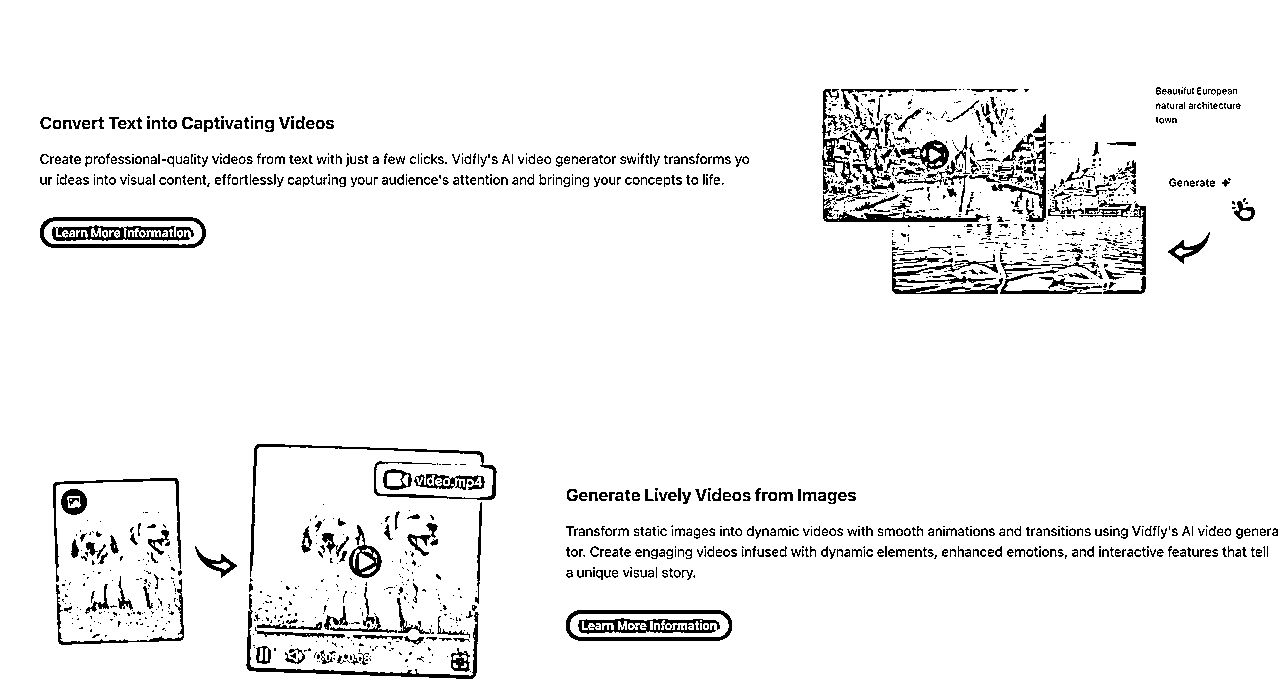 Convert Text into Captivating Videos
Create professional-quality videos from text with just a few clicks. Vidfly's AI video generator swiftly transforms yo
ur ideas into visual content, effortlessly capturing your audience's attention and bringing your concepts to life.
Learn More Information
Beautiful European
natural architecture
town
Generate
video.mp4
Generate Lively Videos from Images
Transform static images into dynamic videos with smooth animations and transitions using Vidfly's AI video genera
tor. Create engaging videos infused with dynamic elements, enhanced emotions, and interactive features that tell
a unique visual story.
Learn More Information